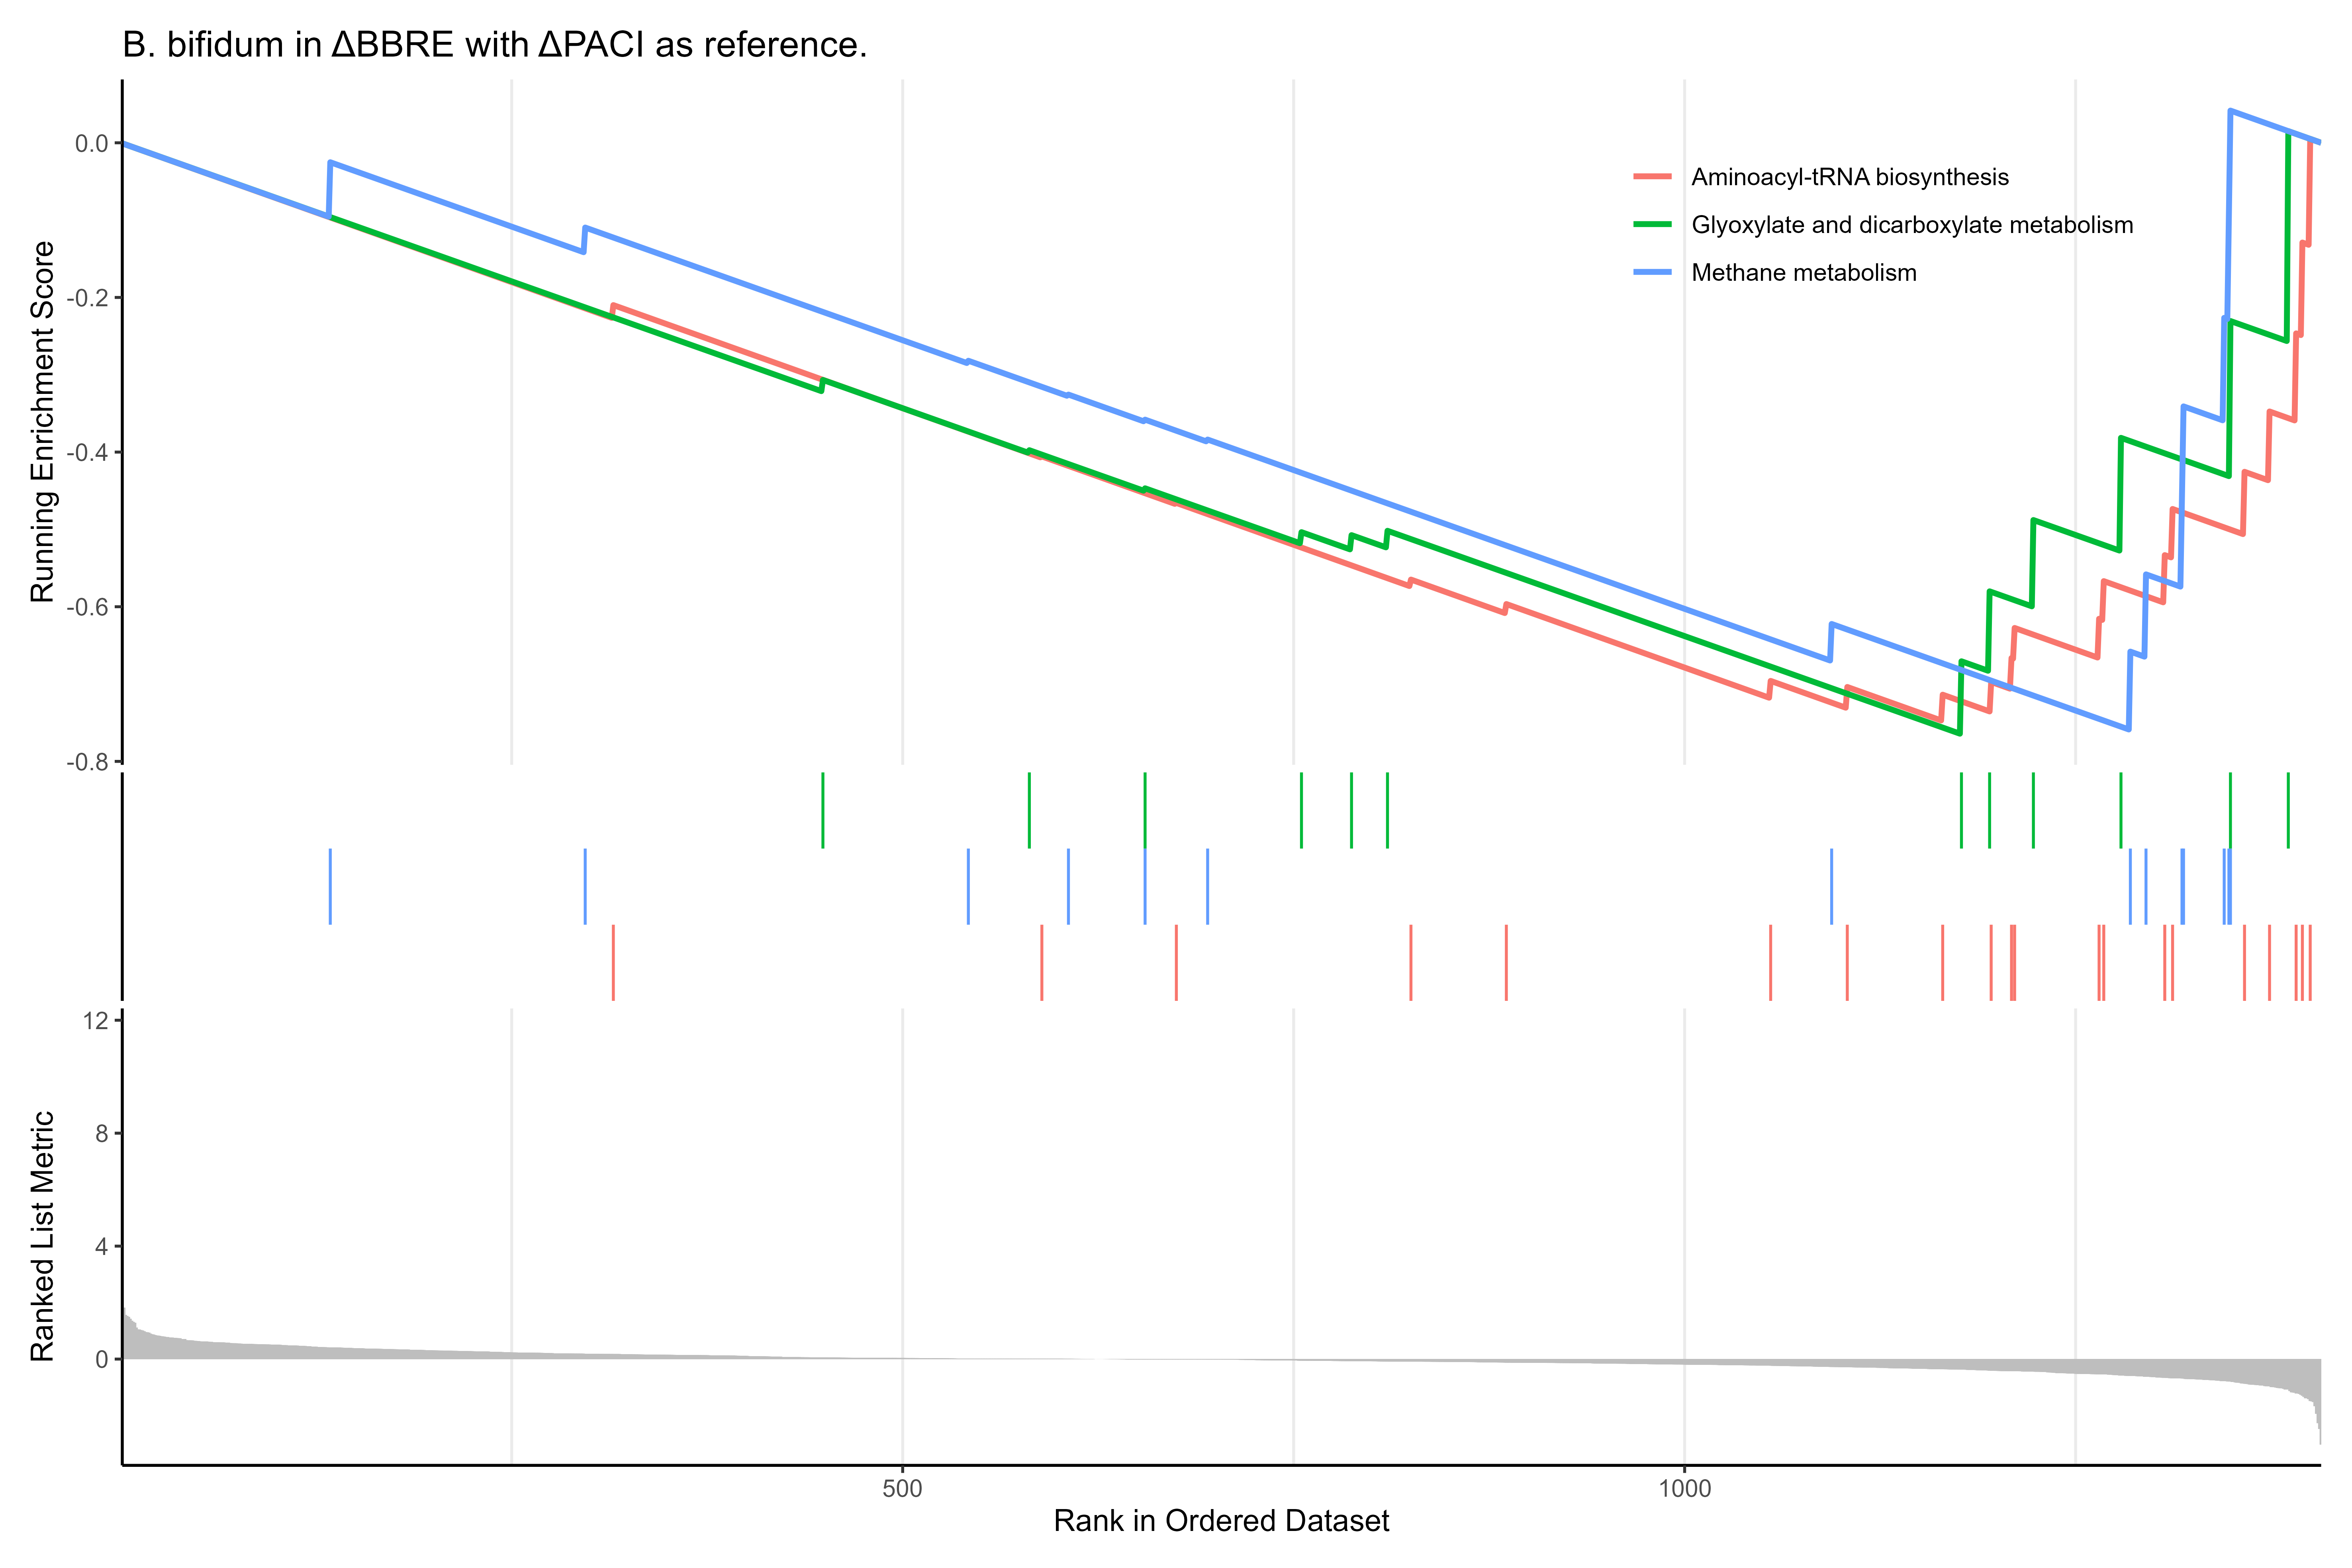 B. bifidum in ΔBBRE with ΔPACI as reference.
Running Enrichment Score
0.0
-0.2
-0.4
-0.6
-0.8
Aminoacyl-tRNA biosynthesis
Glyoxylate and dicarboxylate metabolism
Methane metabolism
Ranked List Metric
12
8
4
0
500
1000
Rank in Ordered Dataset